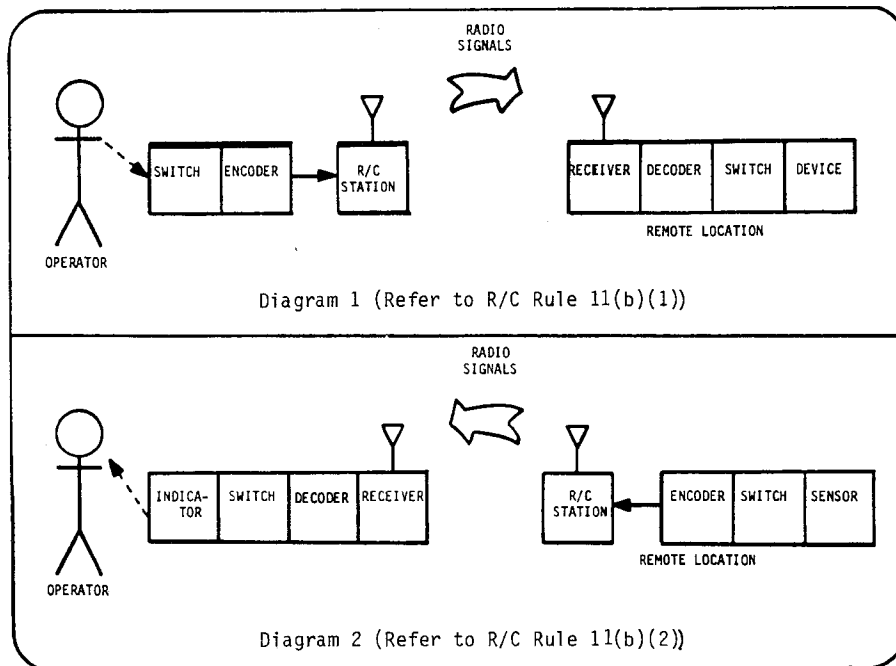 RADIO
SIGNALS
SWITCH ENCODER
R/C
STATION
RECEIVER DECODER SWITCH DEVICE
REMOTE LOCATION
OPERATOR
Diagram 1 (Refer to R/C Rule 11(b)(1))
RADIO
SIGNALS
INDICA-
TOR
SWITCH DECODER RECEIVER
R/C
STATION
ENCODER SWITCH SENSOR
REMOTE LOCATION
OPERATOR
Diagram 2 (Refer to R/C Rule 11(b)(2))